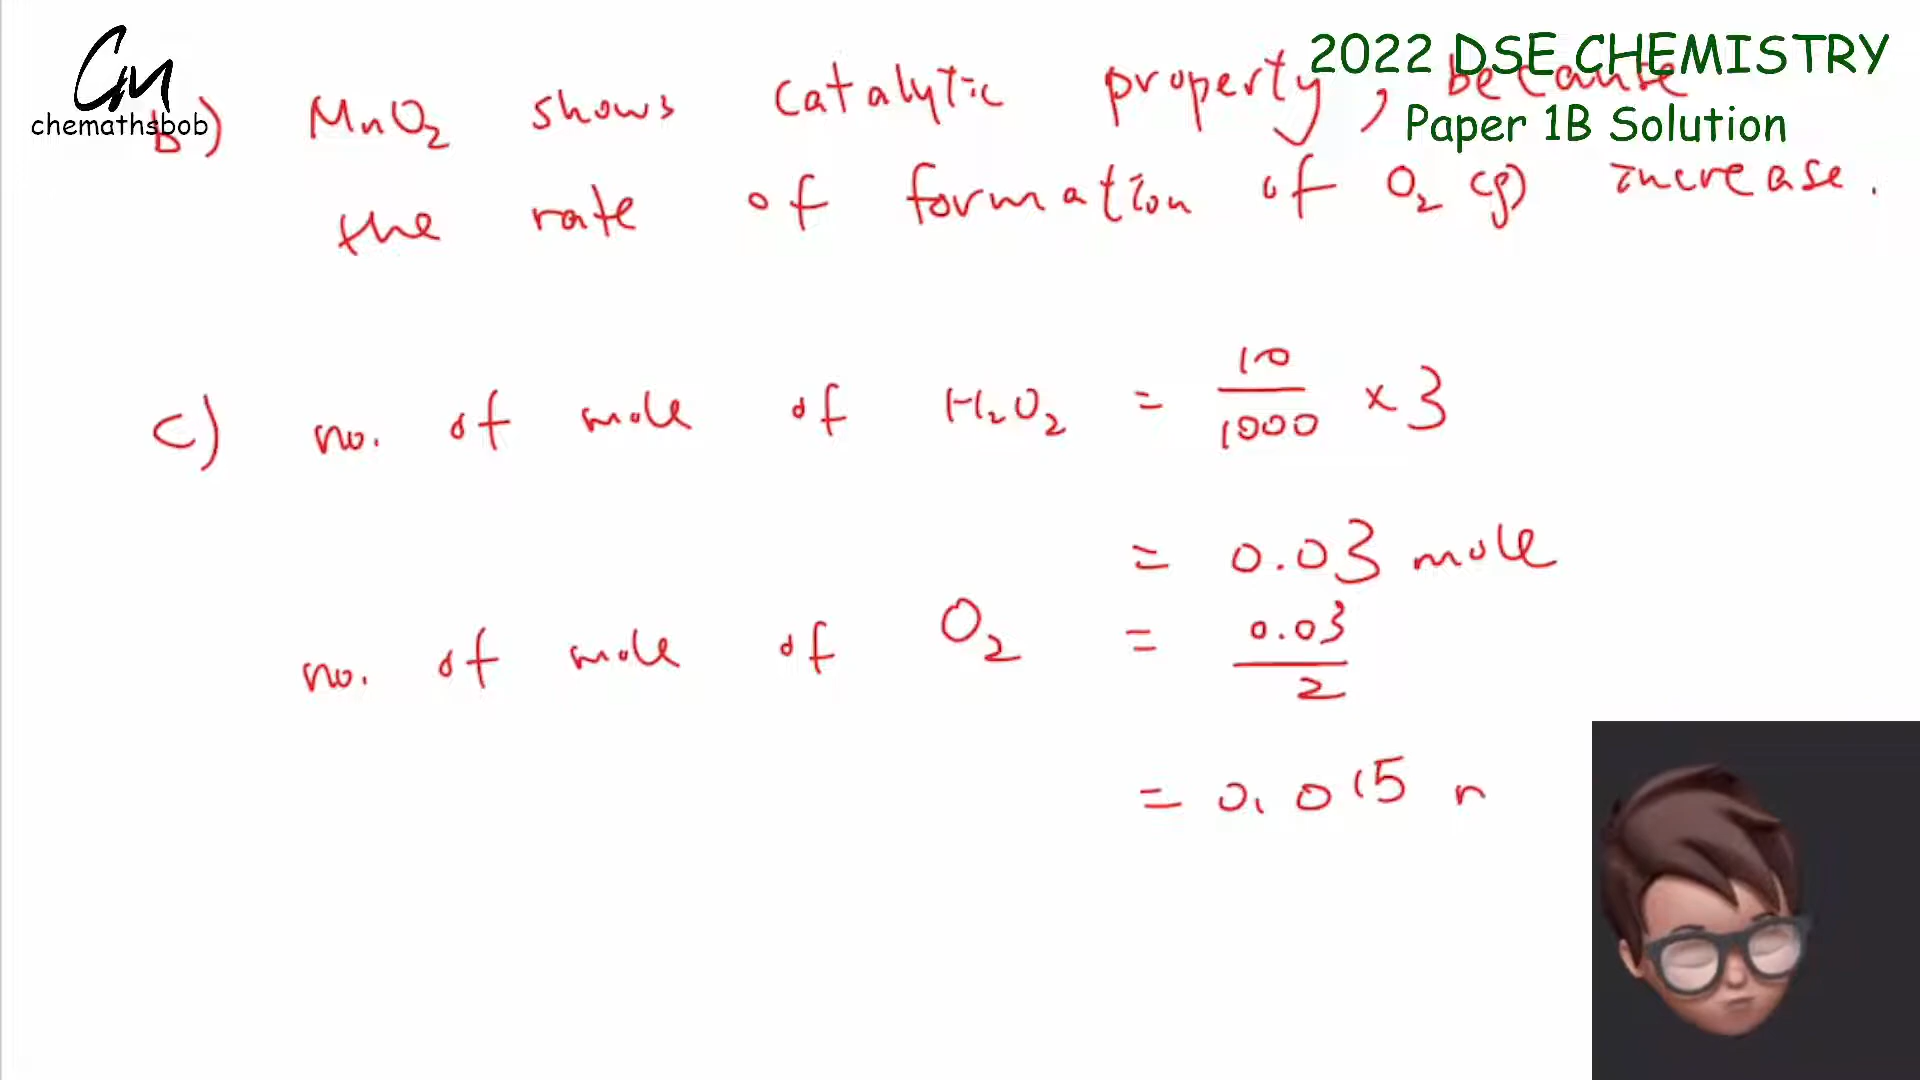 Cm
chemathsbob
2022 DSE CHEMISTRY
Paper 1B Solution
b) MnO₂ shows catalytic property, because
the rate of formation of O₂ (g) increase.
c) no. of mole of H₂O₂ = 10/1000 × 3
= 0.03 mole
no. of mole of O₂ = 0.03/2
= 0.015 n